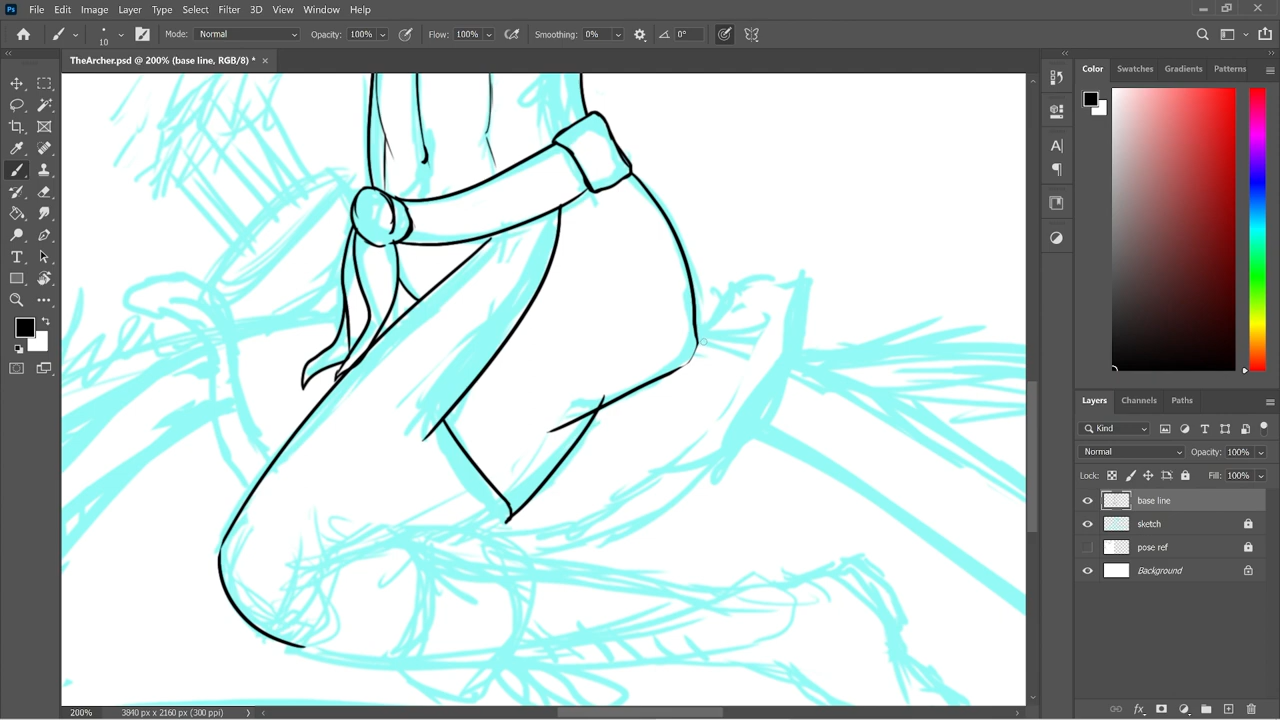 Ps File Edit Image Layer Type Select Filter 3D View Window Help
10 Mode: Normal Opacity: 100% Flow: 100% Smoothing: 0% 0°
TheArcher.psd @ 200% (base line, RGB/8) *
Color Swatches Gradients Patterns
Layers Channels Paths
Kind
Normal Opacity: 100%
Lock: Fill: 100%
base line
sketch
pose ref
Background
200% 3840 px x 2160 px (300 ppi)